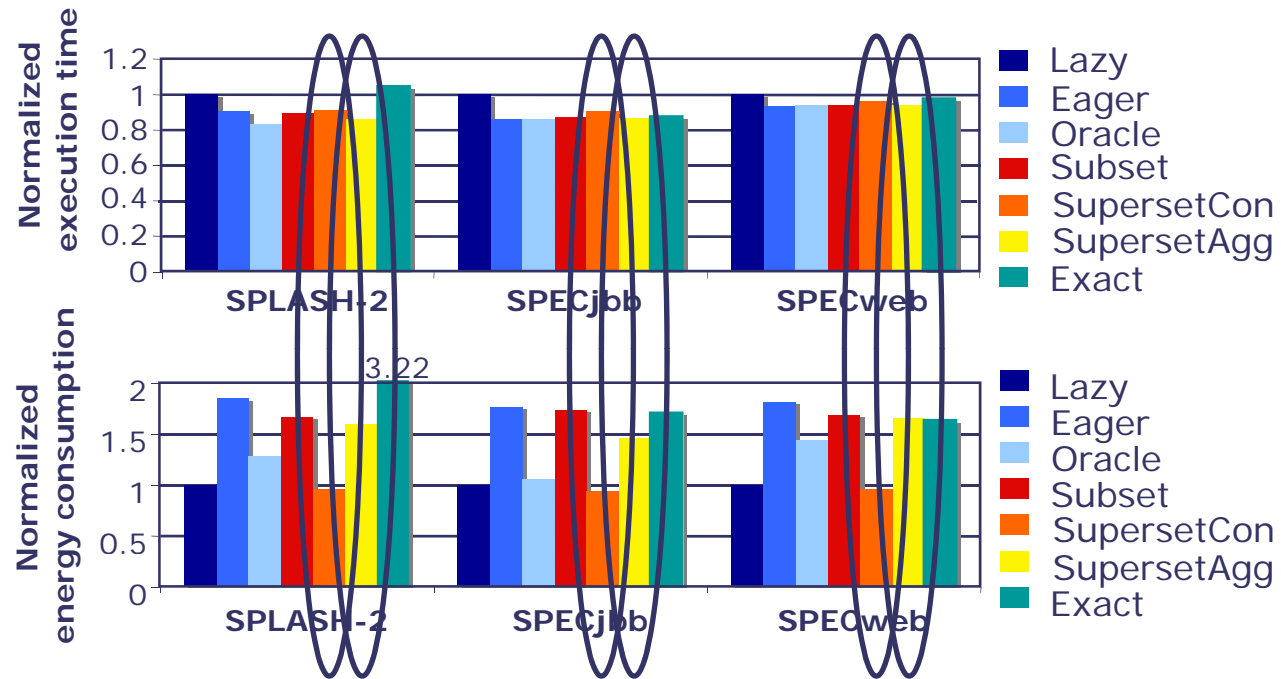 Normalized
execution time
1.2
1
0.8
0.6
0.4
0.2
0
SPLASH-2
SPECjbb
SPECweb
Lazy
Eager
Oracle
Subset
SupersetCon
SupersetAgg
Exact
Normalized
energy consumption
3.22
2
1.5
1
0.5
0
SPLASH-2
SPECjbb
SPECweb
Lazy
Eager
Oracle
Subset
SupersetCon
SupersetAgg
Exact